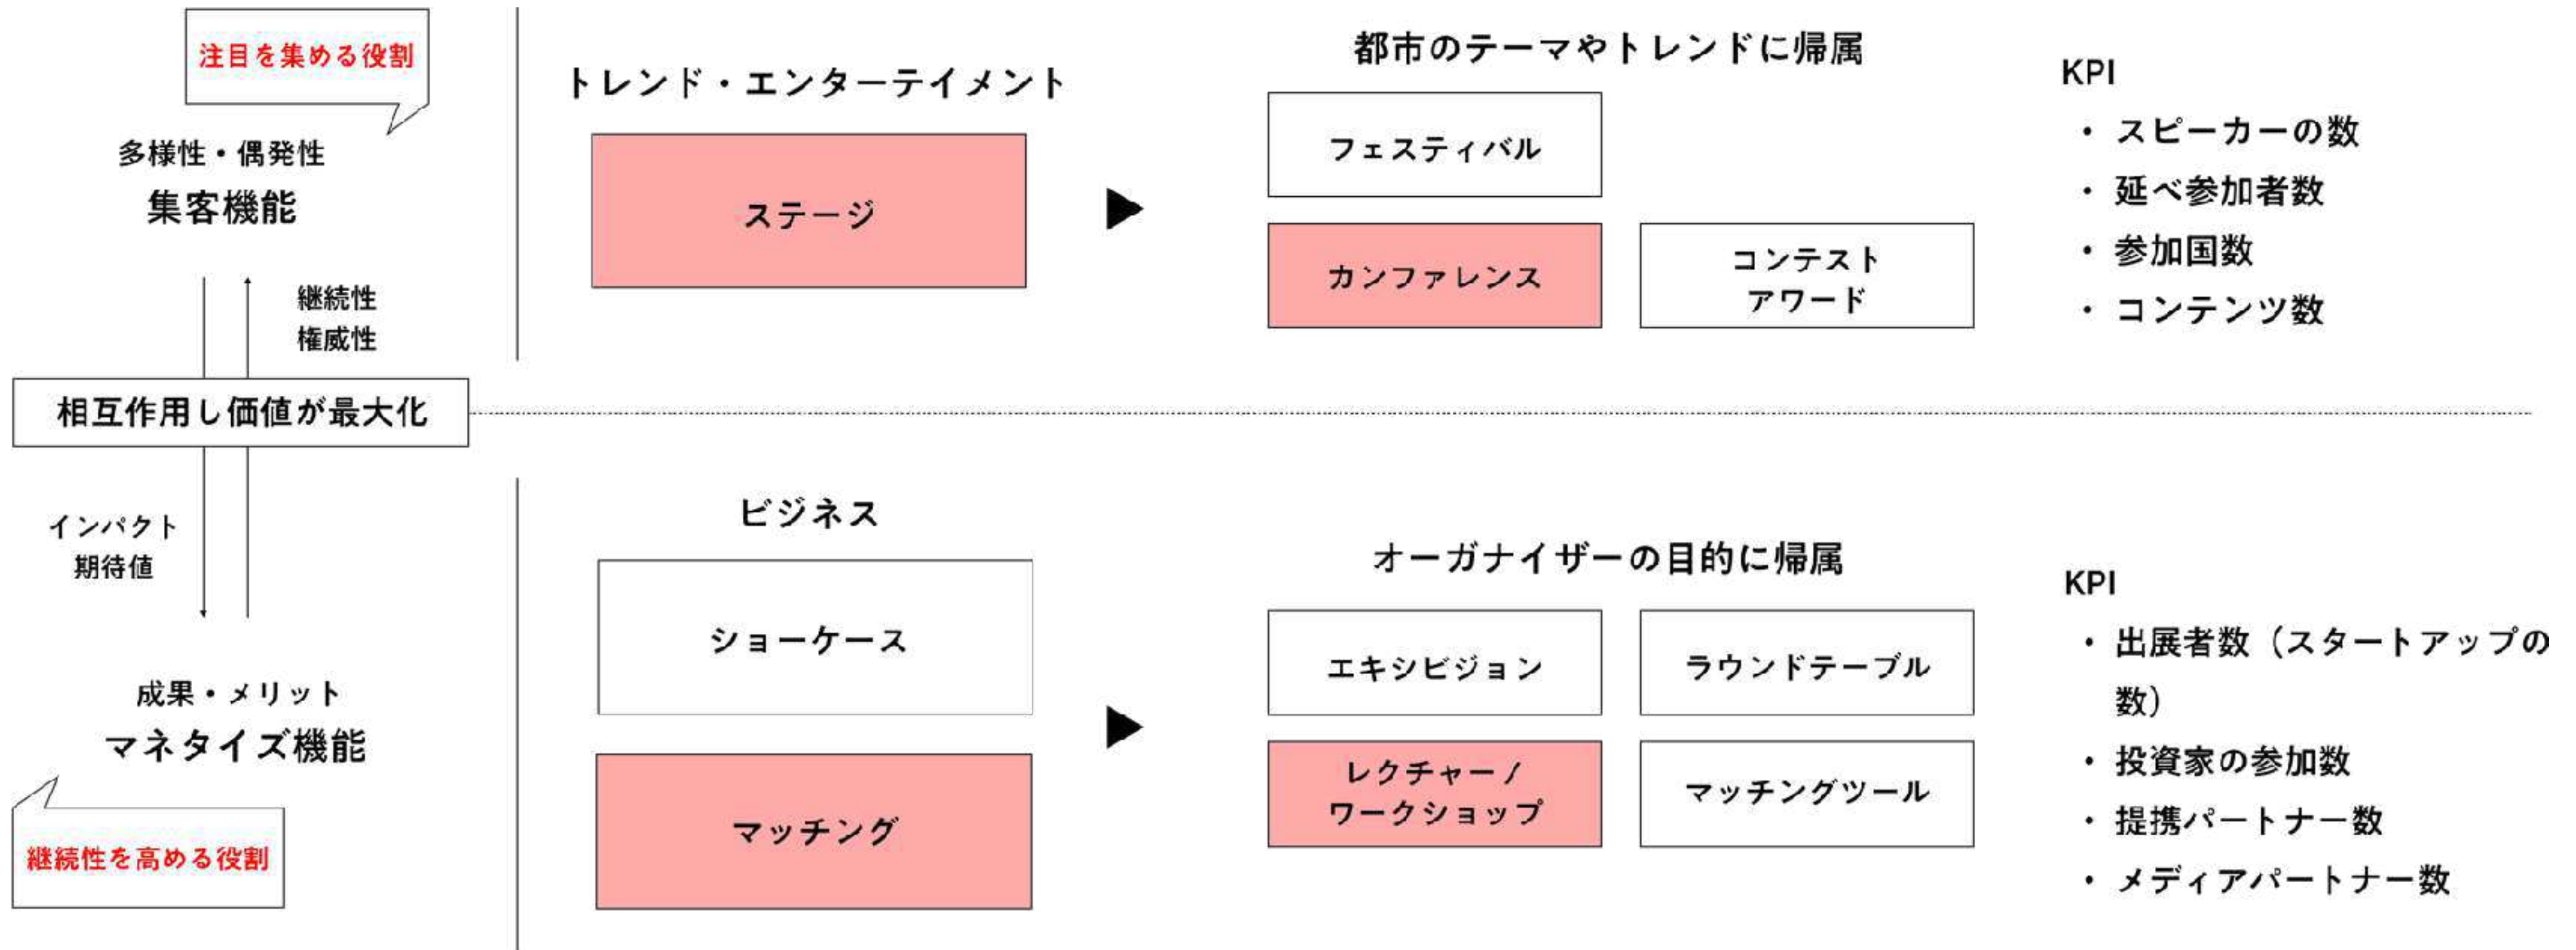 注目を集める役割
多様性・偶発性
集客機能
継続性
権威性
相互作用し価値が最大化
インパクト
期待値
成果・メリット
マネタイズ機能
継続性を高める役割
トレンド・エンターテイメント
ステージ
都市のテーマやトレンドに帰属
フェスティバル
カンファレンス
コンテスト
アワード
KPI
・ スピーカーの数
・ 延べ参加者数
・ 参加国数
・ コンテンツ数
ビジネス
ショーケース
マッチング
オーガナイザーの目的に帰属
エキシビジョン
ラウンドテーブル
レクチャー/
ワークショップ
マッチングツール
KPI
・ 出展者数（スタートアップの
数）
・ 投資家の参加数
・ 提携パートナー数
・ メディアパートナー数